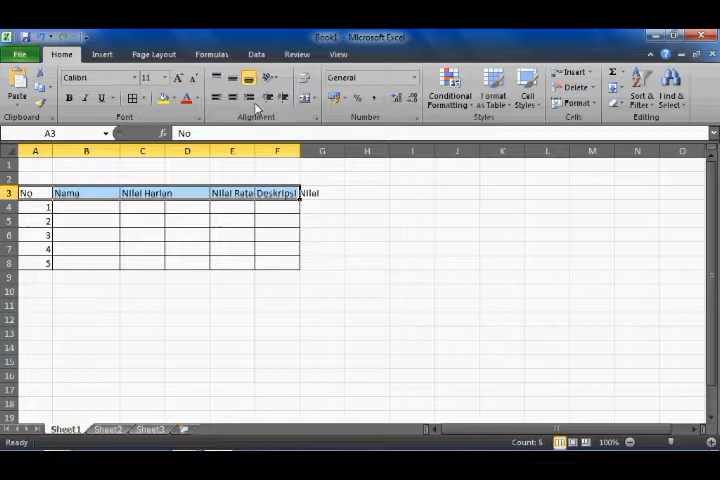 Book1 - Microsoft Excel
File Home Insert Page Layout Formulas Data Review View
Calibri 11 General
Paste
Conditional Formatting
Format as Table
Cell Styles
Insert
Delete
Format
Sort & Filter
Find & Select
Clipboard Font Alignment Number Styles Cells Editing
A3 fx No
A B C D E F G H I J K L M N O
1
2
3 No Nama Nilai Harian Nilai Rata Deskripsi Nilai
4 1
5 2
6 3
7 4
8 5
9
10
11
12
13
14
15
16
17
18
19
Sheet1 Sheet2 Sheet3
Ready Count: 5 100%